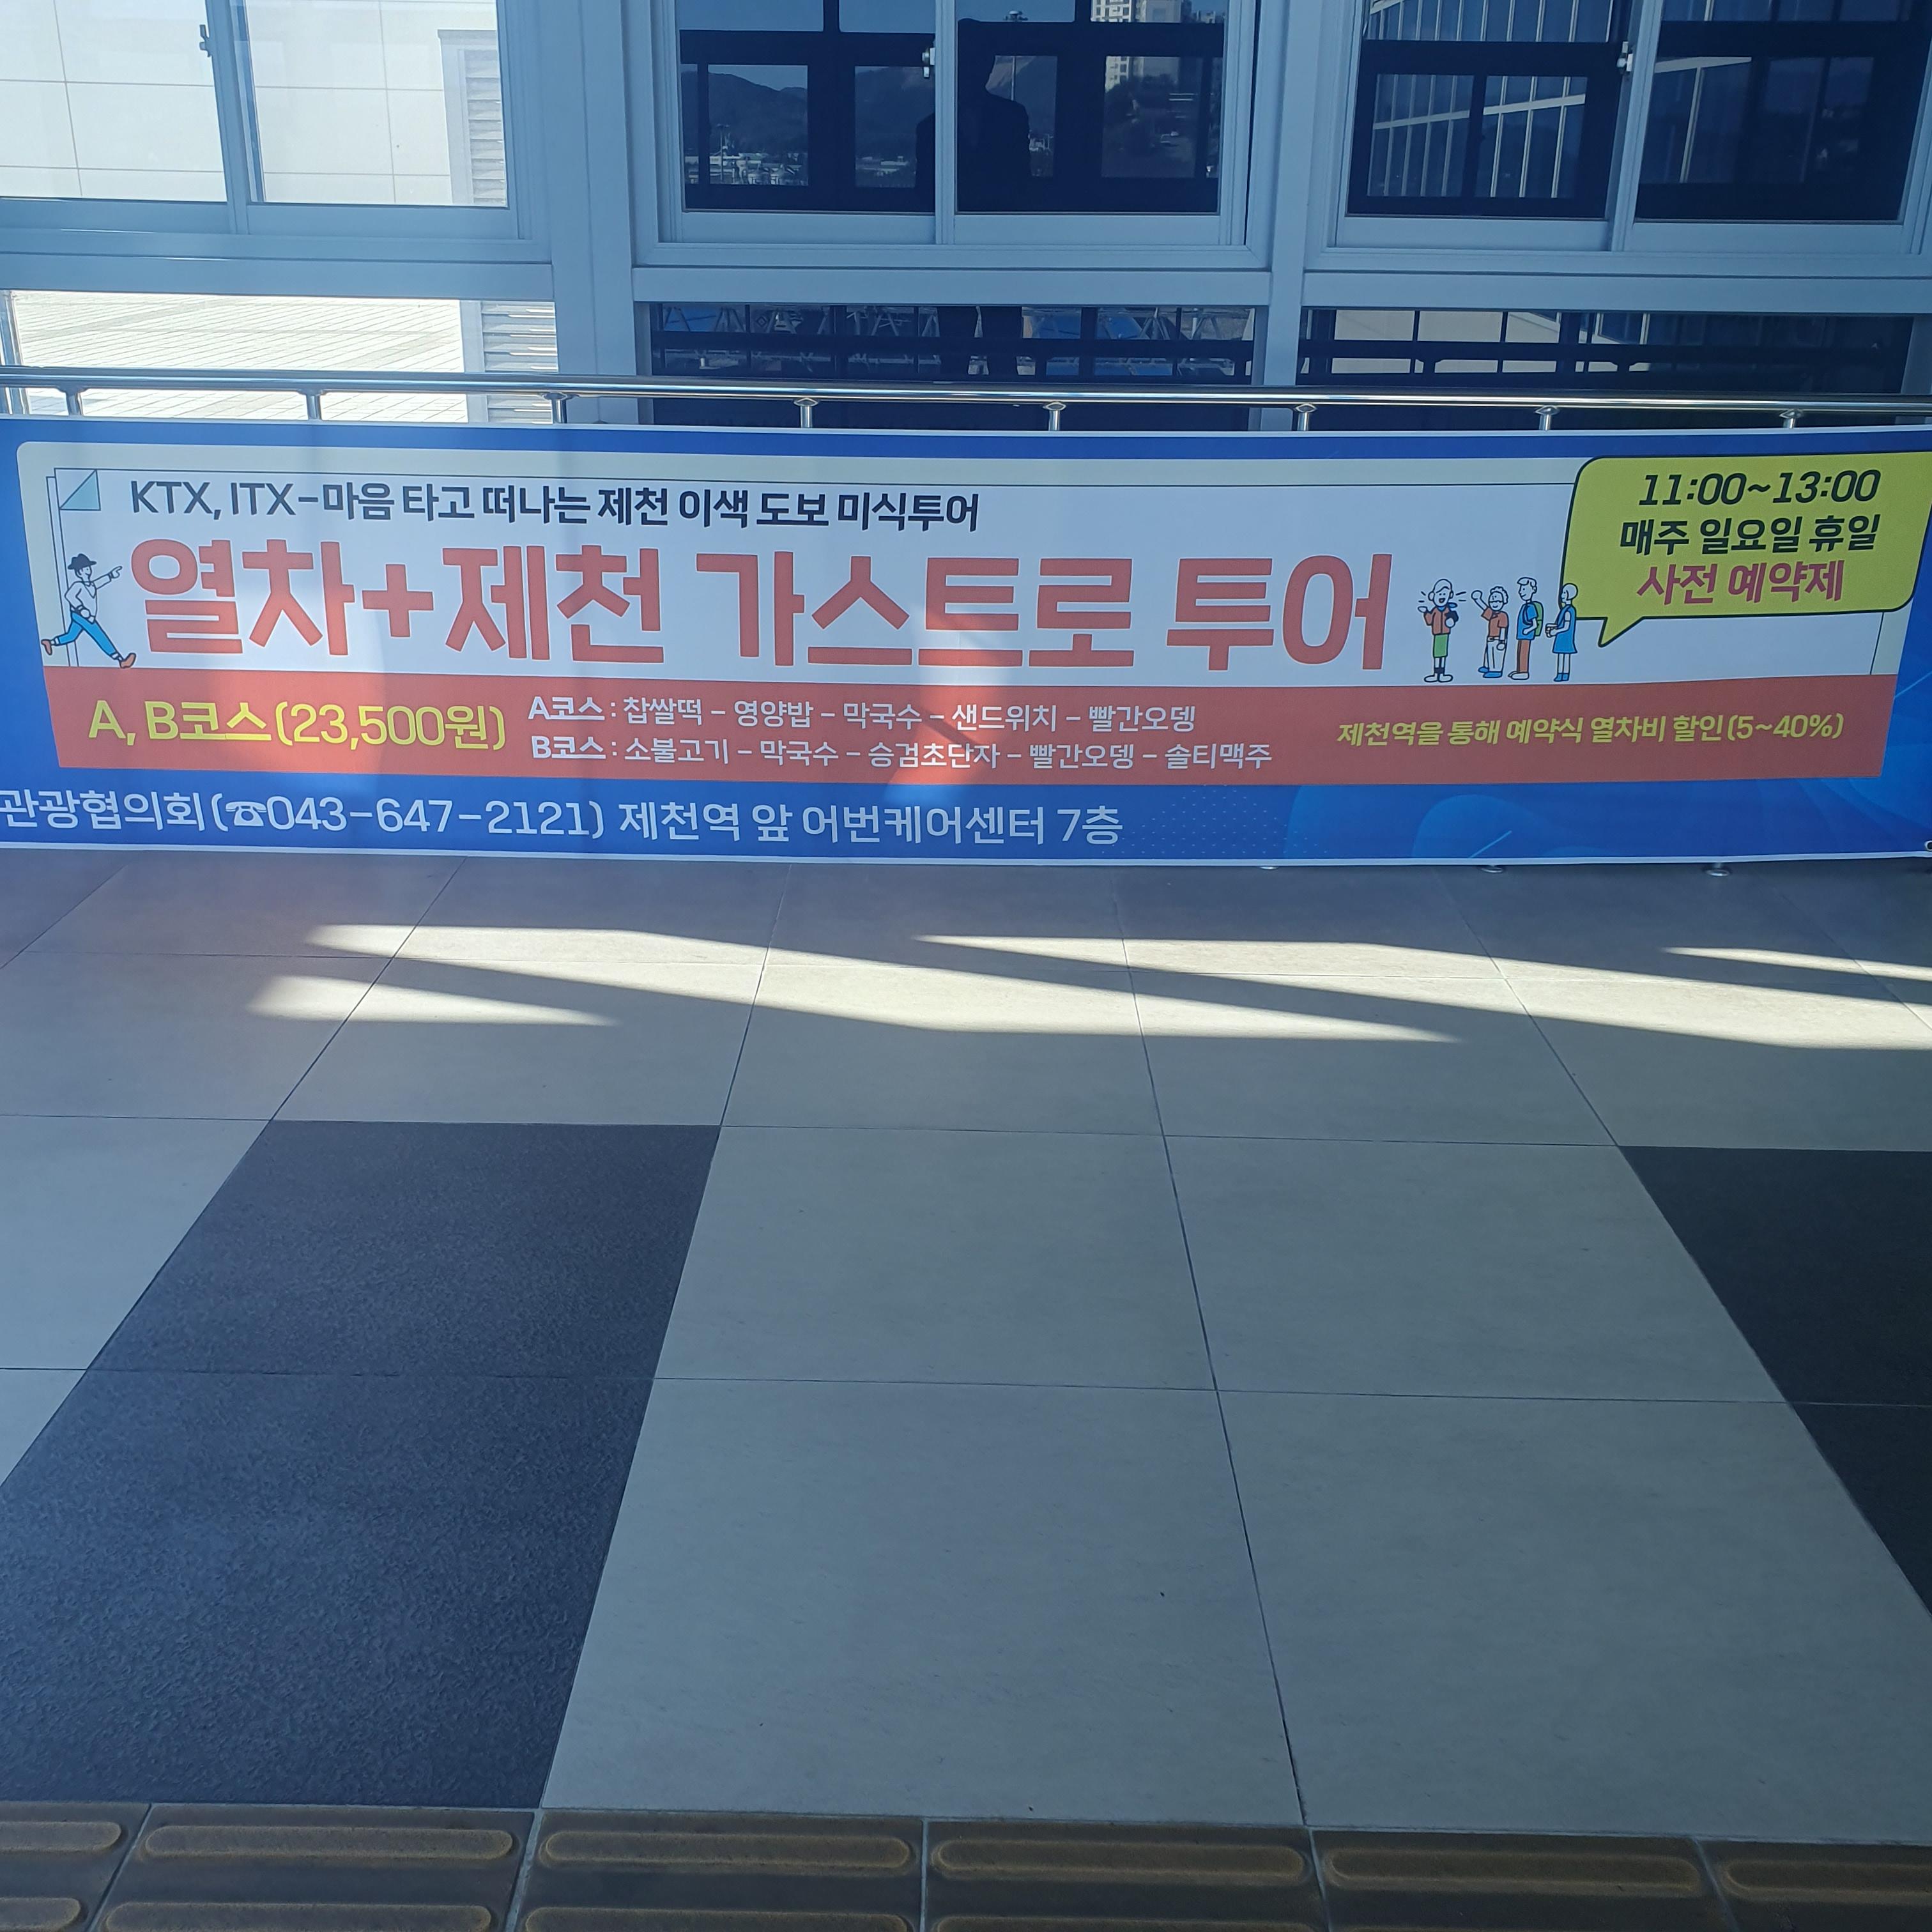 KTX, ITX-마음 타고 떠나는 제천 이색 도보 미식투어
열차+제천 가스트로 투어
11:00~13:00
매주 일요일 휴일
사전 예약제
A, B코스(23,500원)
A코스 : 찹쌀떡 - 영양밥 - 막국수 - 샌드위치 - 빨간오뎅
B코스 : 소불고기 - 막국수 - 승검초단자 - 빨간오뎅 - 솔티맥주
제천역을 통해 예약식 열차비 할인(5~40%)
관광협의회(☎043-647-2121) 제천역 앞 어번케어센터 7층